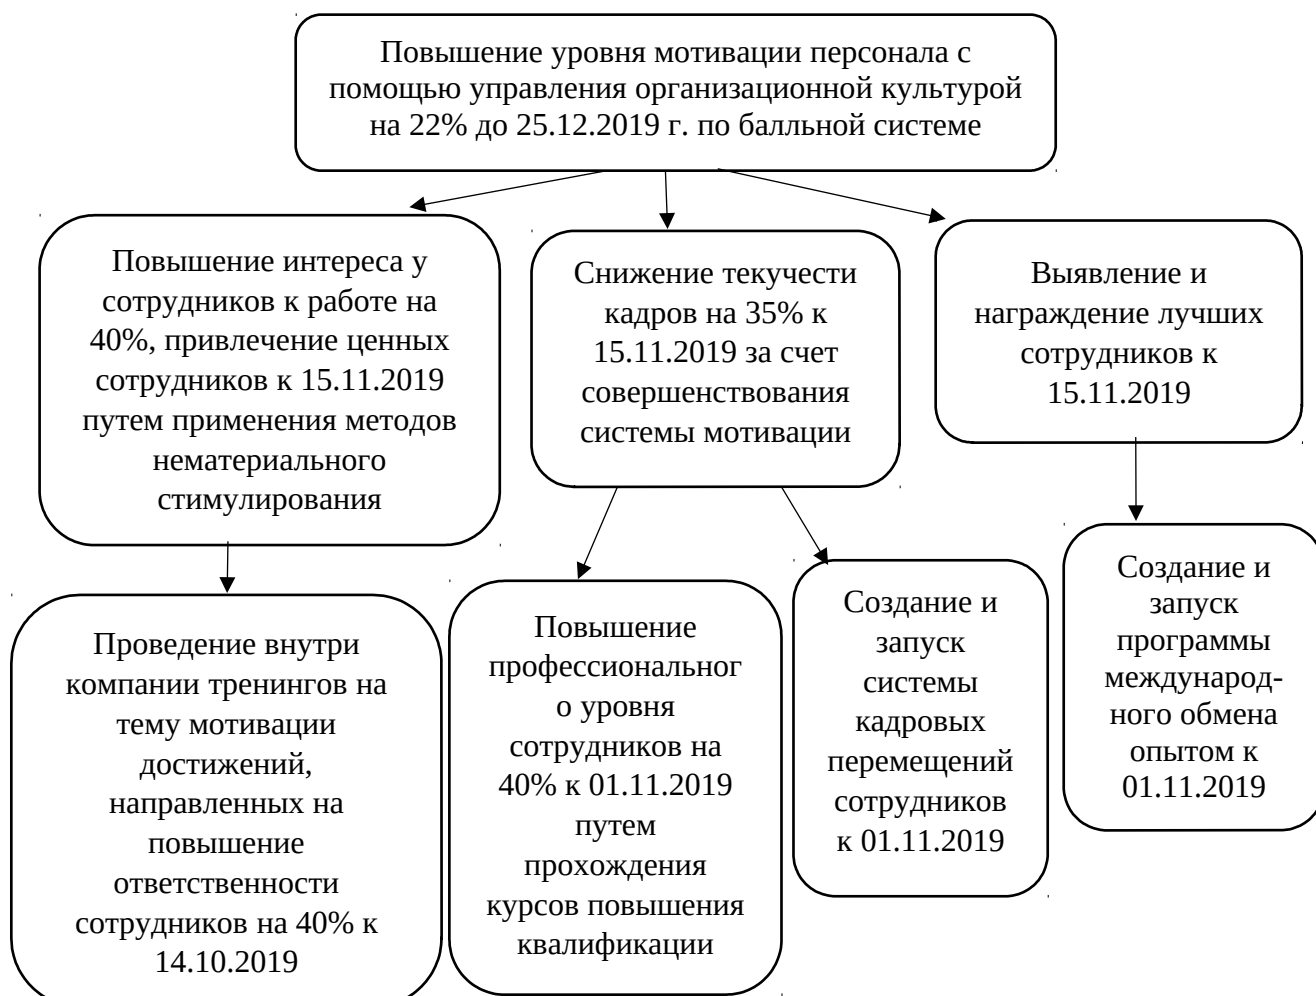 Повышение уровня мотивации персонала с
помощью управления организационной культурой
на 22% до 25.12.2019 г. по балльной системе
Повышение интереса у
сотрудников к работе на
40%, привлечение ценных
сотрудников к 15.11.2019
путем применения методов
нематериального
стимулирования
Снижение текучести
кадров на 35% к
15.11.2019 за счет
совершенствования
системы мотивации
Выявление и
награждение лучших
сотрудников к
15.11.2019
Проведение внутри
компании тренингов на
тему мотивации
достижений,
направленных на
повышение
ответственности
сотрудников на 40% к
14.10.2019
Повышение
профессиональног
о уровня
сотрудников на
40% к 01.11.2019
путем
прохождения
курсов повышения
квалификации
Создание и
запуск
системы
кадровых
перемещений
сотрудников
к 01.11.2019
Создание и
запуск
программы
международ-
ного обмена
опытом к
01.11.2019